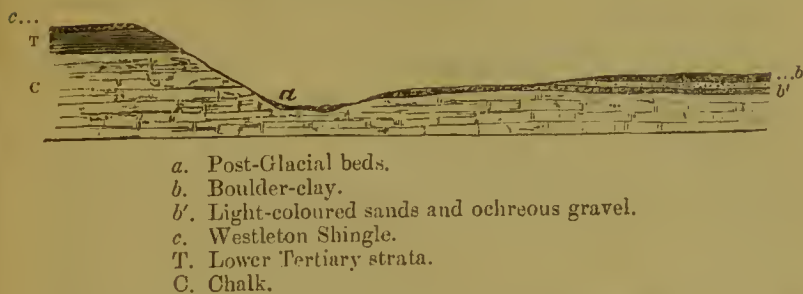 c...
T
C
a
...b
b'
a. Post-Glacial beds.
b. Boulder-clay.
b'. Light-coloured sands and ochreous gravel.
c. Westleton Shingle.
T. Lower Tertiary strata.
C. Chalk.